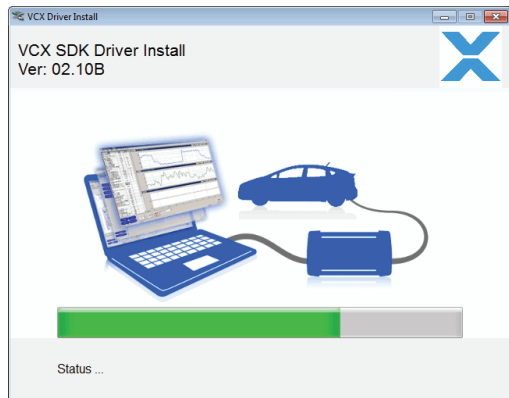 VCX Driver Install
VCX SDK Driver Install
Ver: 02.10B
Status ...